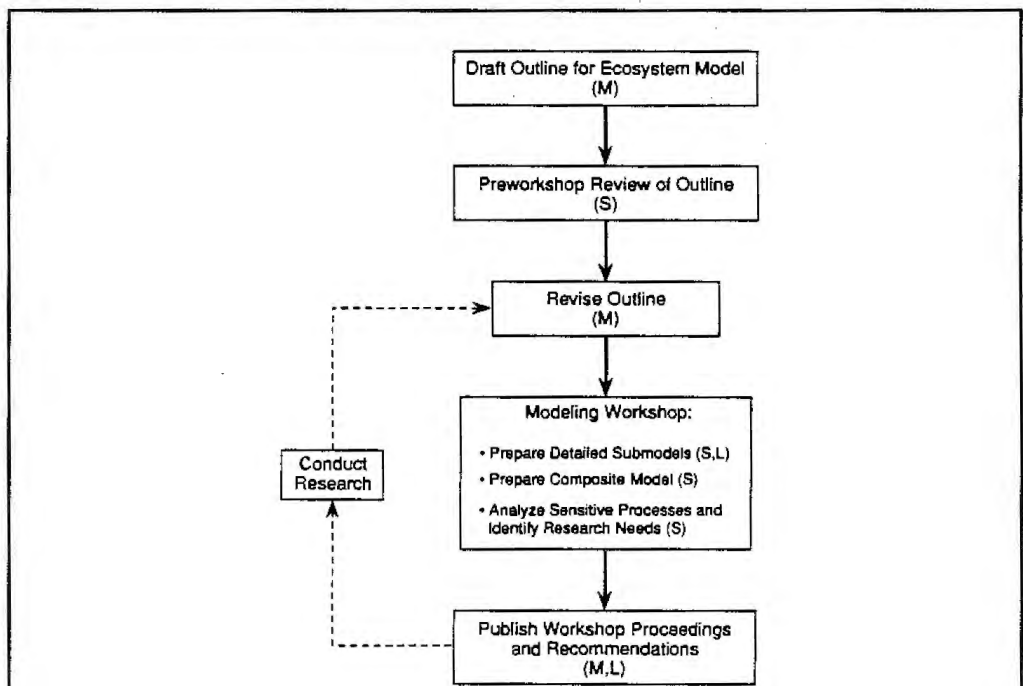 Draft Outline for Ecosystem Model
(M)
Preworkshop Review of Outline
(S)
Revise Outline
(M)
Modeling Workshop:
• Prepare Detailed Submodels (S,L)
• Prepare Composite Model (S)
• Analyze Sensitive Processes and
Identify Research Needs (S)
Conduct
Research
Publish Workshop Proceedings
and Recommendations
(M,L)